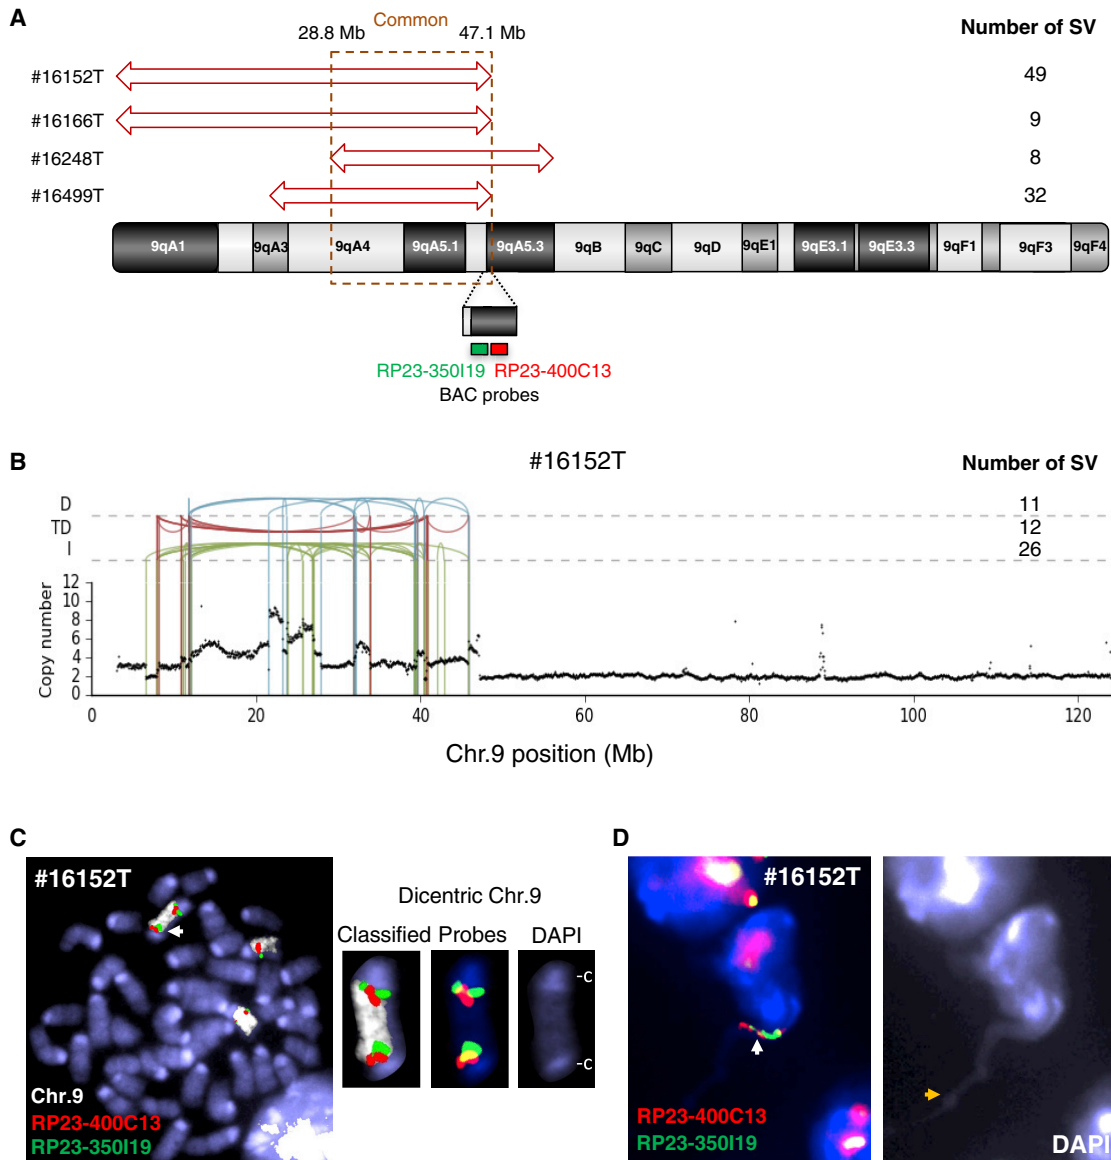 A
Common
28.8 Mb 47.1 Mb
Number of SV
#16152T 49
#16166T 9
#16248T 8
#16499T 32
9qA1 9qA3 9qA4 9qA5.1 9qA5.3 9qB 9qC 9qD 9qE1 9qE3.1 9qE3.3 9qF1 9qF3 9qF4
RP23-350I19 RP23-400C13
BAC probes
B
#16152T
Number of SV
D 11
TD 12
I 26
Copy number
12
10
8
6
4
2
0
0 20 40 60 80 100 120
Chr.9 position (Mb)
C
#16152T
Chr.9
RP23-400C13
RP23-350I19
Dicentric Chr.9
Classified Probes DAPI
-c
-c
D
#16152T
RP23-400C13
RP23-350I19
DAPI